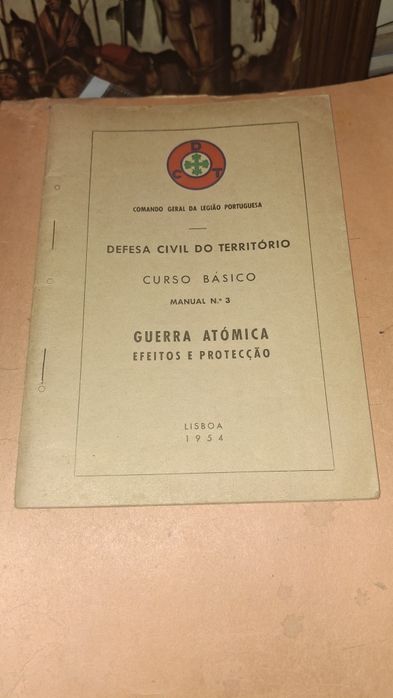 D
C T
COMANDO GERAL DA LEGIÃO PORTUGUESA
DEFESA CIVIL DO TERRITÓRIO
CURSO BÁSICO
MANUAL N.º 3
GUERRA ATÓMICA
EFEITOS E PROTECÇÃO
LISBOA
1954